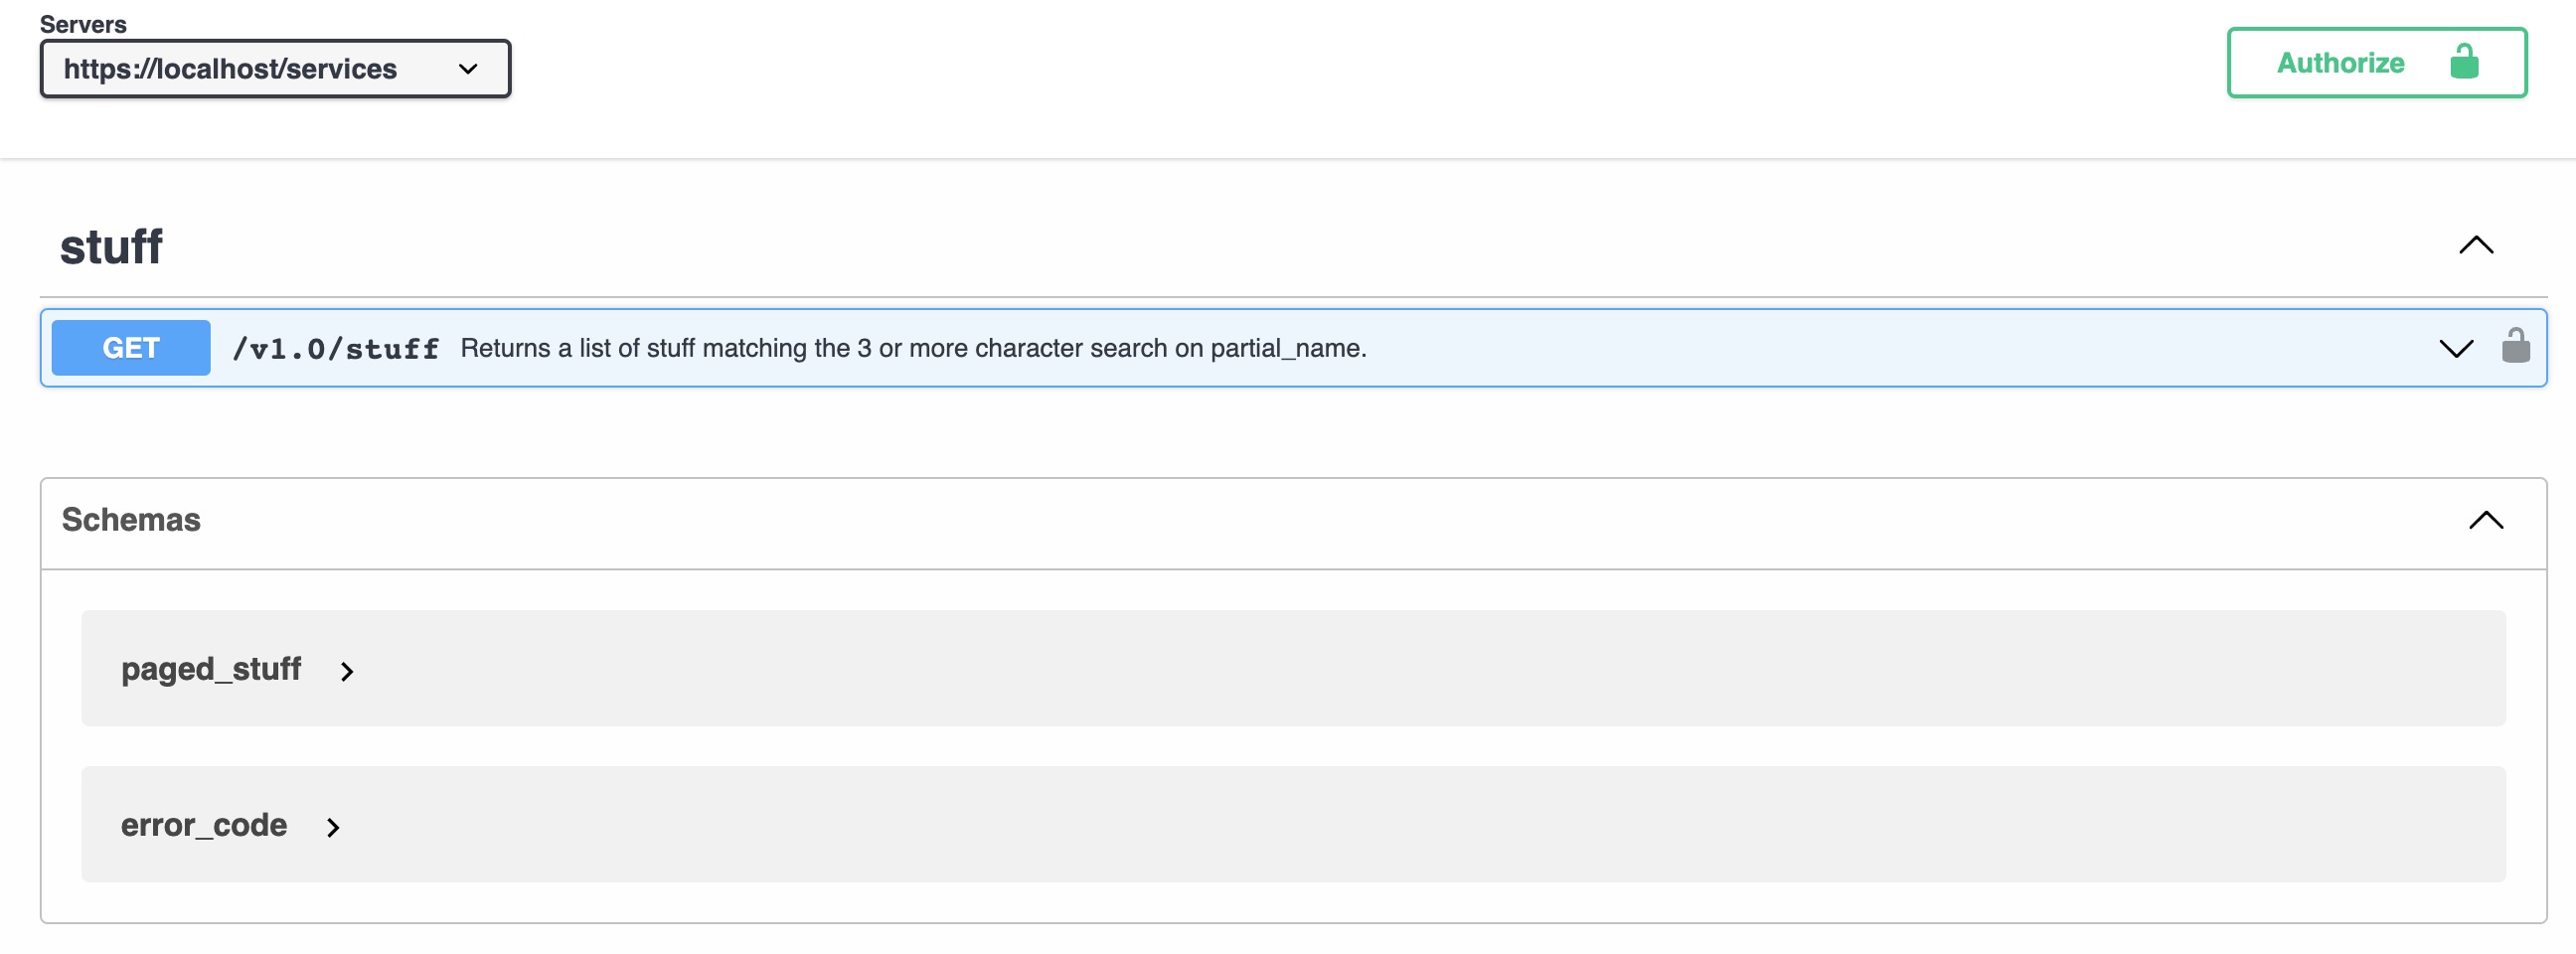 Servers
https://localhost/services
Authorize
stuff
GET /v1.0/stuff Returns a list of stuff matching the 3 or more character search on partial_name.
Schemas
paged_stuff
error_code